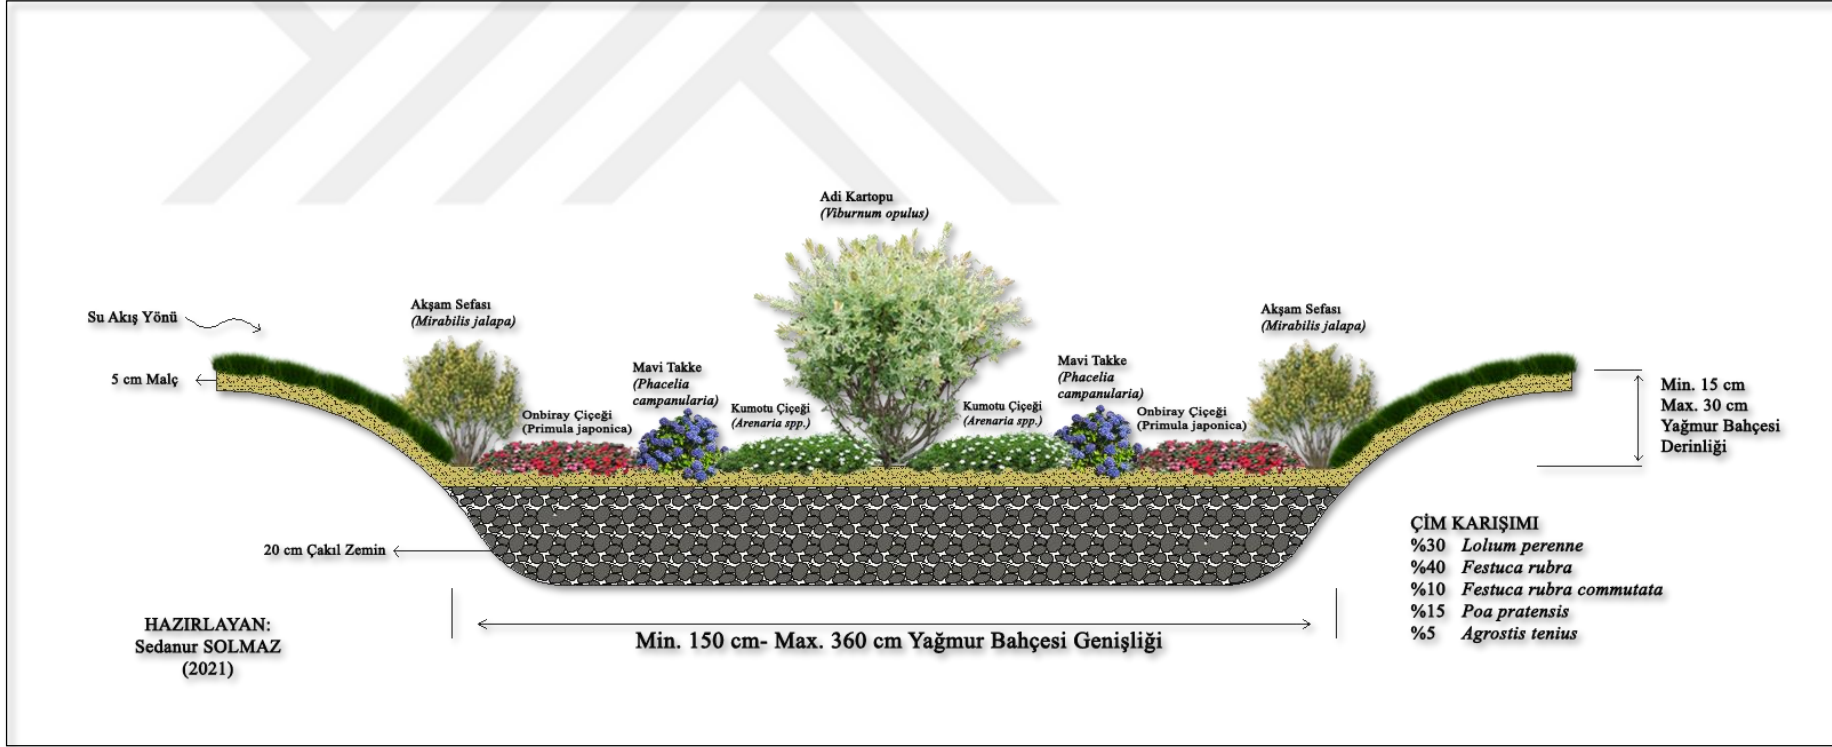 Adi Kartopu
(Viburnum opulus)
Su Akış Yönü
Akşam Sefası
(Mirabilis jalapa)
Akşam Sefası
(Mirabilis jalapa)
5 cm Malç
Mavi Takke
(Phacelia
campanularia)
Mavi Takke
(Phacelia
campanularia)
Onbiray Çiçeği
(Primula japonica)
Kumotu Çiçeği
(Arenaria spp.)
Kumotu Çiçeği
(Arenaria spp.)
Onbiray Çiçeği
(Primula japonica)
Min. 15 cm
Max. 30 cm
Yağmur Bahçesi
Derinliği
20 cm Çakıl Zemin
ÇİM KARIŞIMI
%30 Lolium perenne
%40 Festuca rubra
%10 Festuca rubra commutata
%15 Poa pratensis
%5 Agrostis tenius
HAZIRLAYAN:
Sedanur SOLMAZ
(2021)
Min. 150 cm- Max. 360 cm Yağmur Bahçesi Genişliği